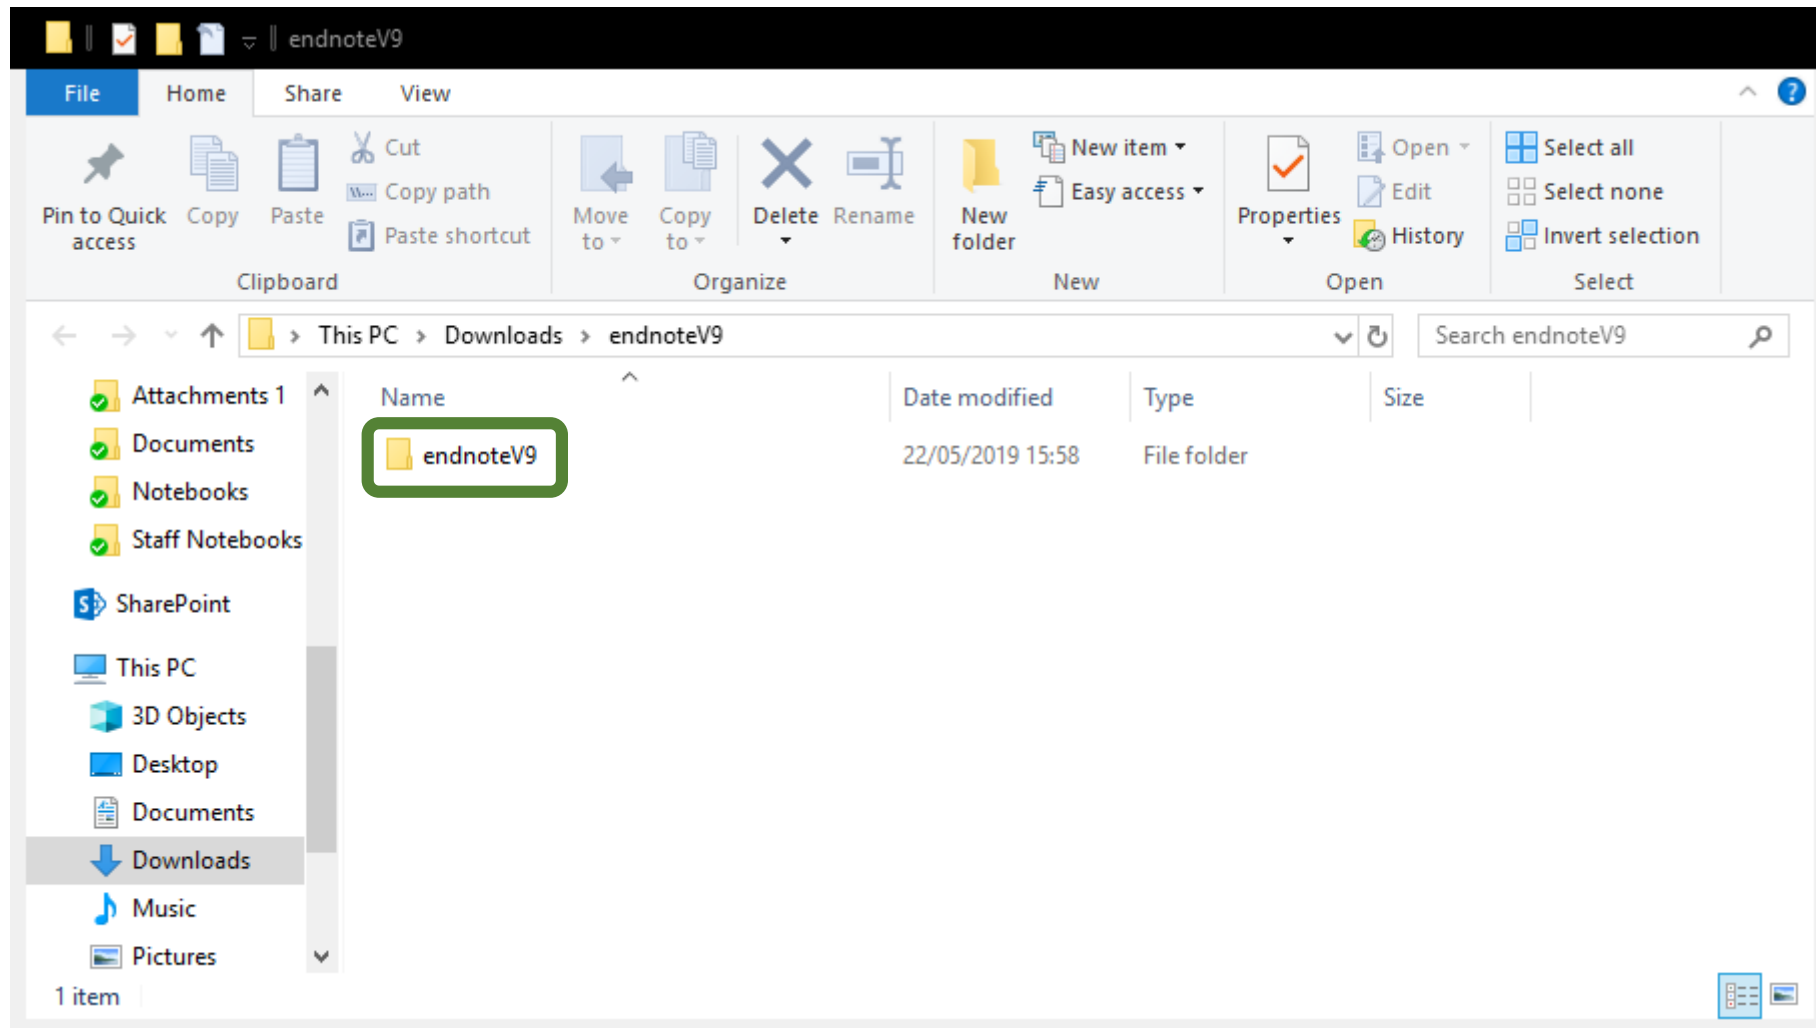 endnoteV9
File Home Share View
Pin to Quick access
Copy
Paste
Cut
Copy path
Paste shortcut
Clipboard
Move to
Copy to
Delete
Rename
Organize
New folder
New item
Easy access
New
Properties
Open
Edit
History
Open
Select all
Select none
Invert selection
Select
This PC > Downloads > endnoteV9
Search endnoteV9
Attachments 1
Documents
Notebooks
Staff Notebooks
SharePoint
This PC
3D Objects
Desktop
Documents
Downloads
Music
Pictures
Name Date modified Type Size
endnoteV9 22/05/2019 15:58 File folder
1 item